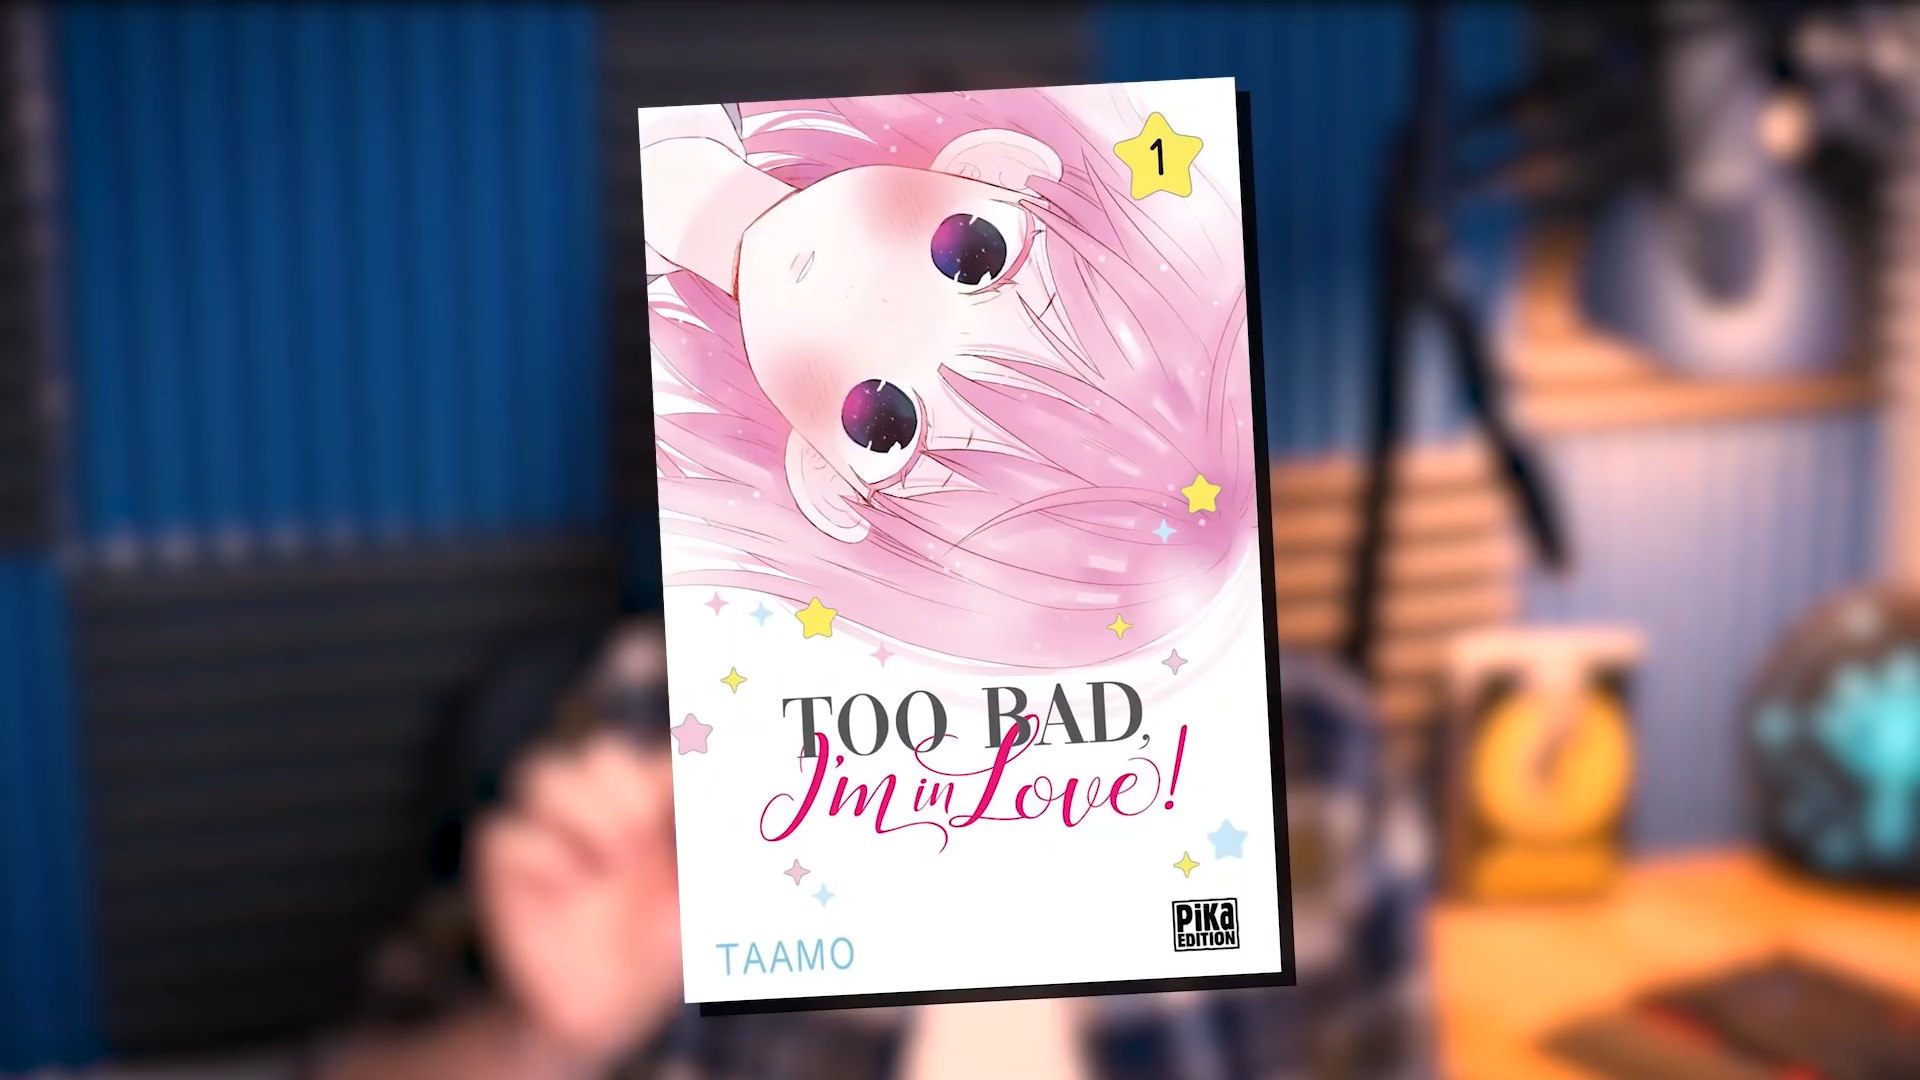 1
TOO BAD,
I'm in Love!
TAAMO
PiKa
EDITION